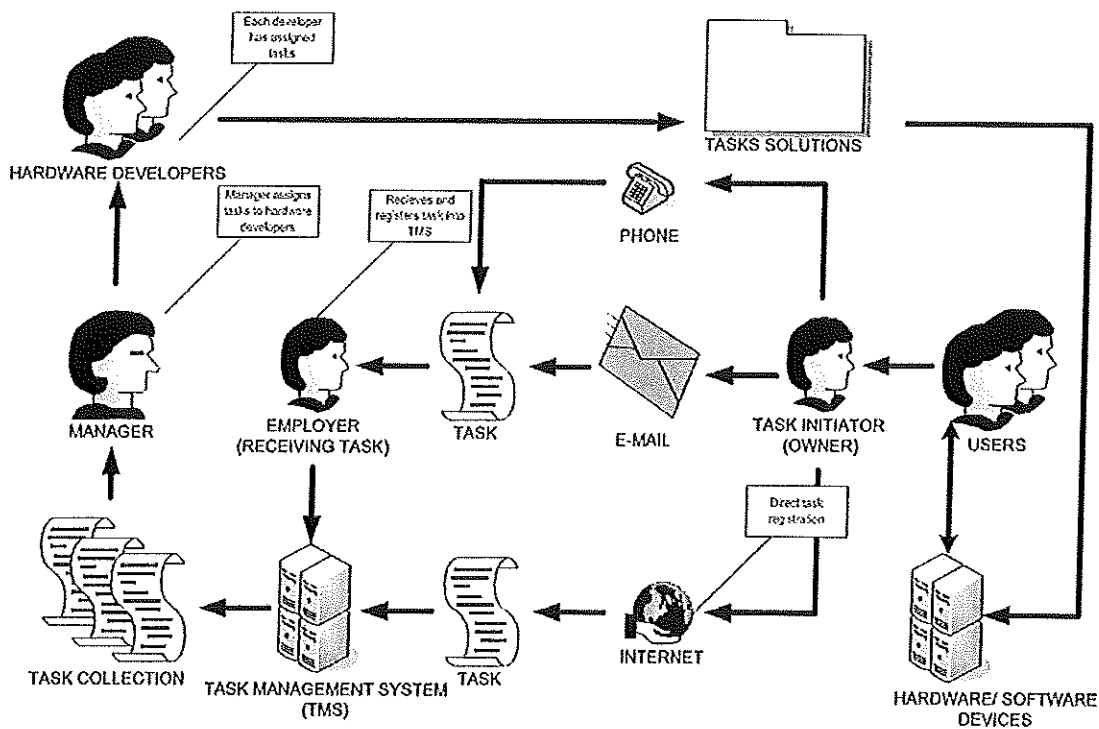 Each developer
has assigned
tasks
HARDWARE DEVELOPERS
TASKS SOLUTIONS
Manager assigns
tasks to hardware
developers
Recieves and
registers task into
TMS
PHONE
MANAGER
EMPLOYER
(RECEIVING TASK)
TASK
E-MAIL
TASK INITIATOR
(OWNER)
USERS
Direct task
registration
TASK COLLECTION
TASK MANAGEMENT SYSTEM
(TMS)
TASK
INTERNET
HARDWARE/ SOFTWARE
DEVICES